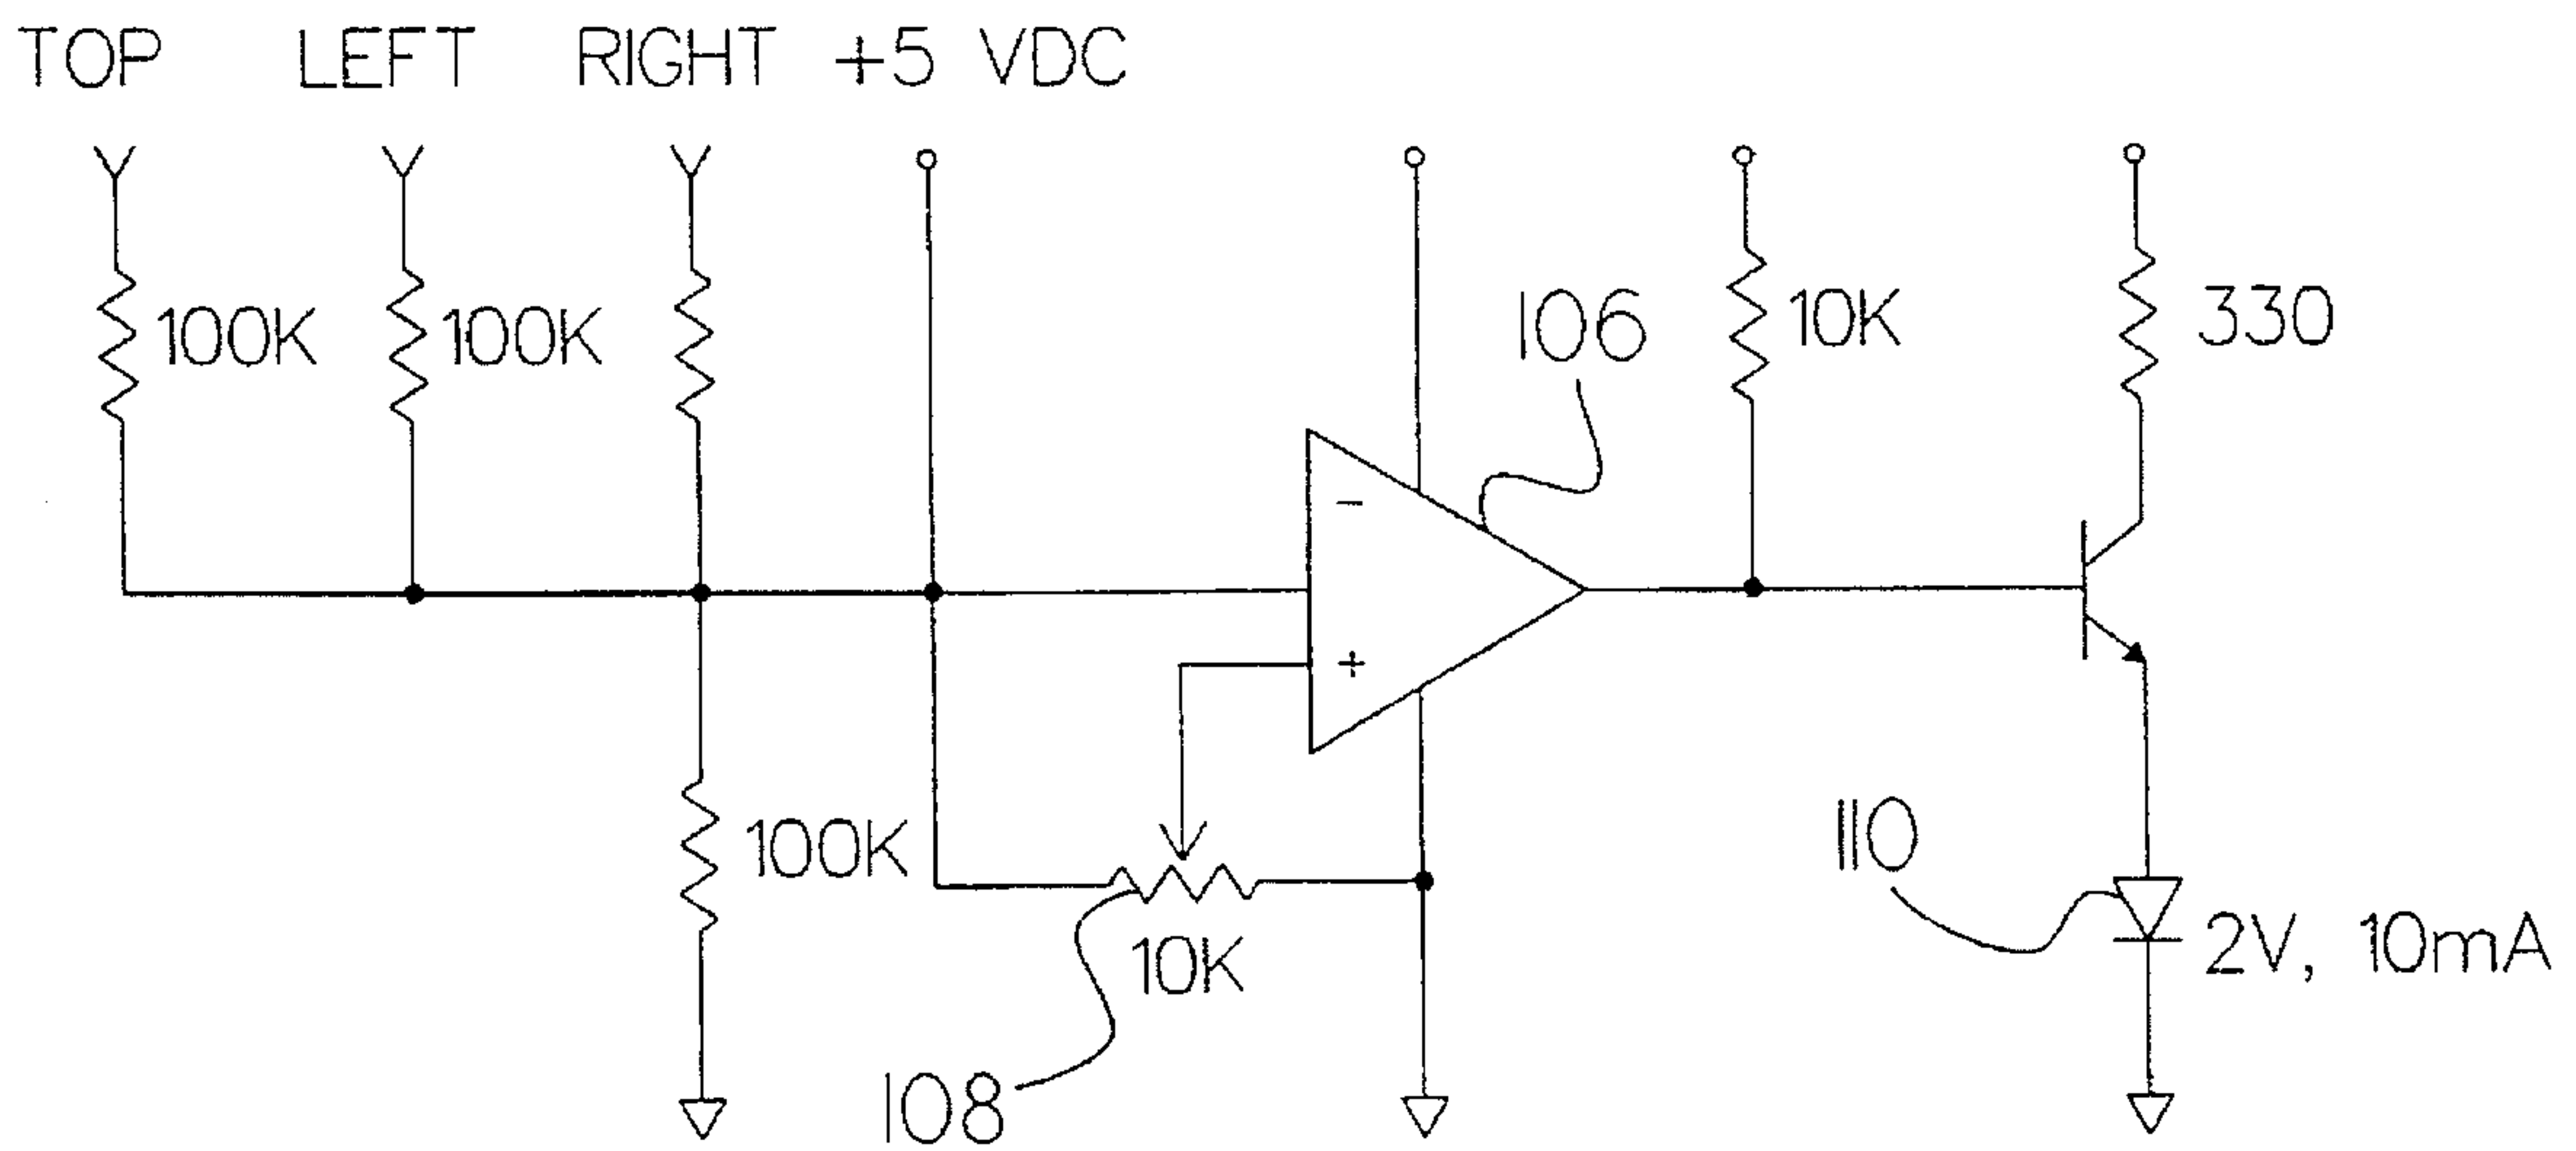 TOP LEFT RIGHT +5 VDC
100K 100K 106 10K 330
-
+
100K 110
10K 2V, 10mA
108